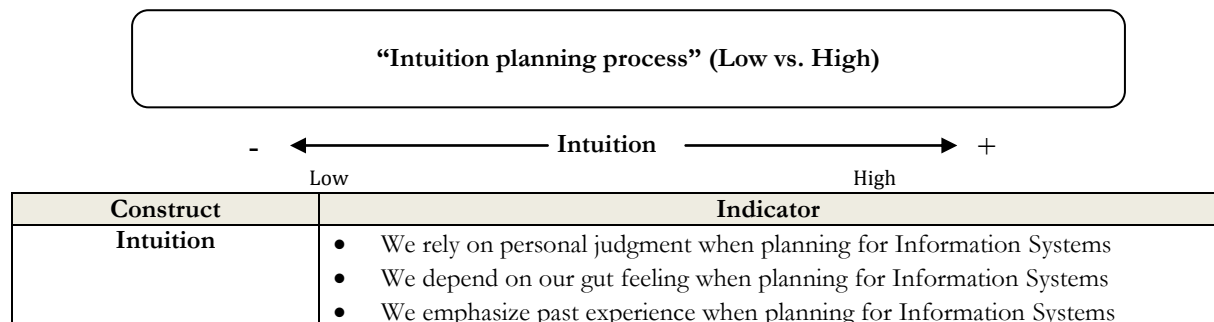 “Intuition planning process” (Low vs. High)
- Intuition +
Low High
Construct Indicator
Intuition • We rely on personal judgment when planning for Information Systems
• We depend on our gut feeling when planning for Information Systems
• We emphasize past experience when planning for Information Systems